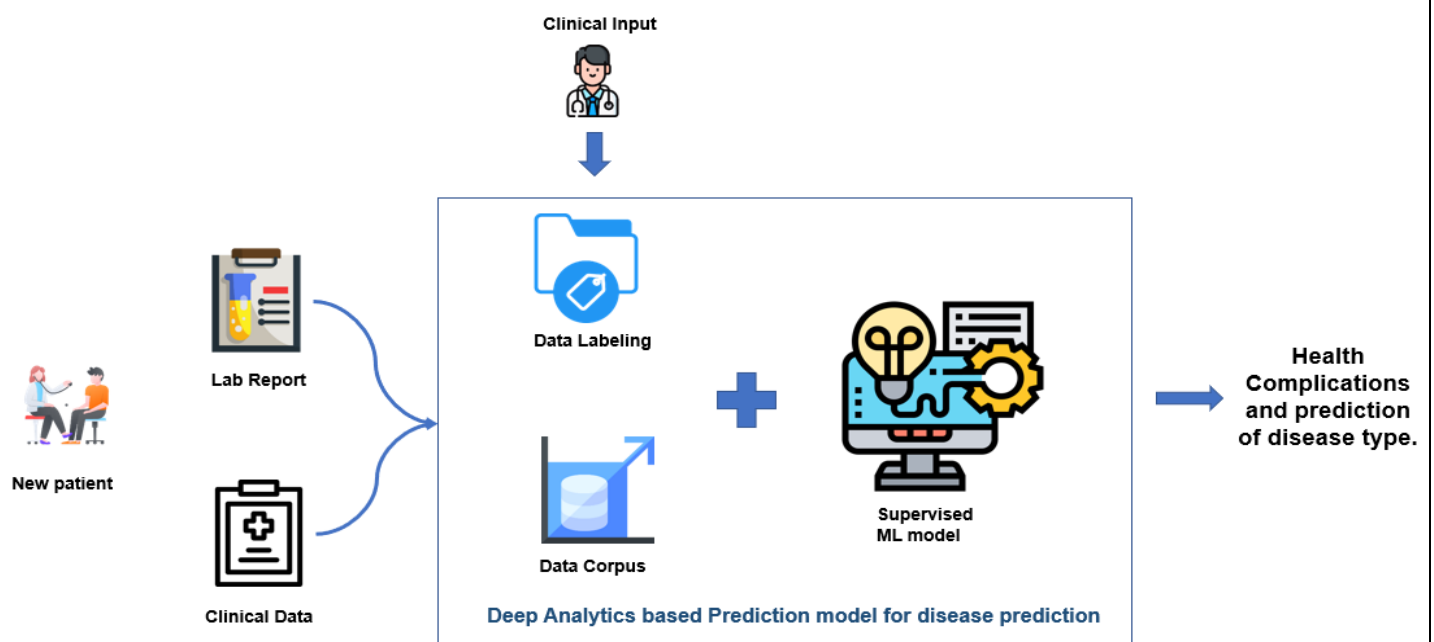 Clinical Input
Data Labeling
Lab Report
New patient
Clinical Data
Data Corpus
Supervised
ML model
Deep Analytics based Prediction model for disease prediction
Health
Complications
and prediction
of disease type.